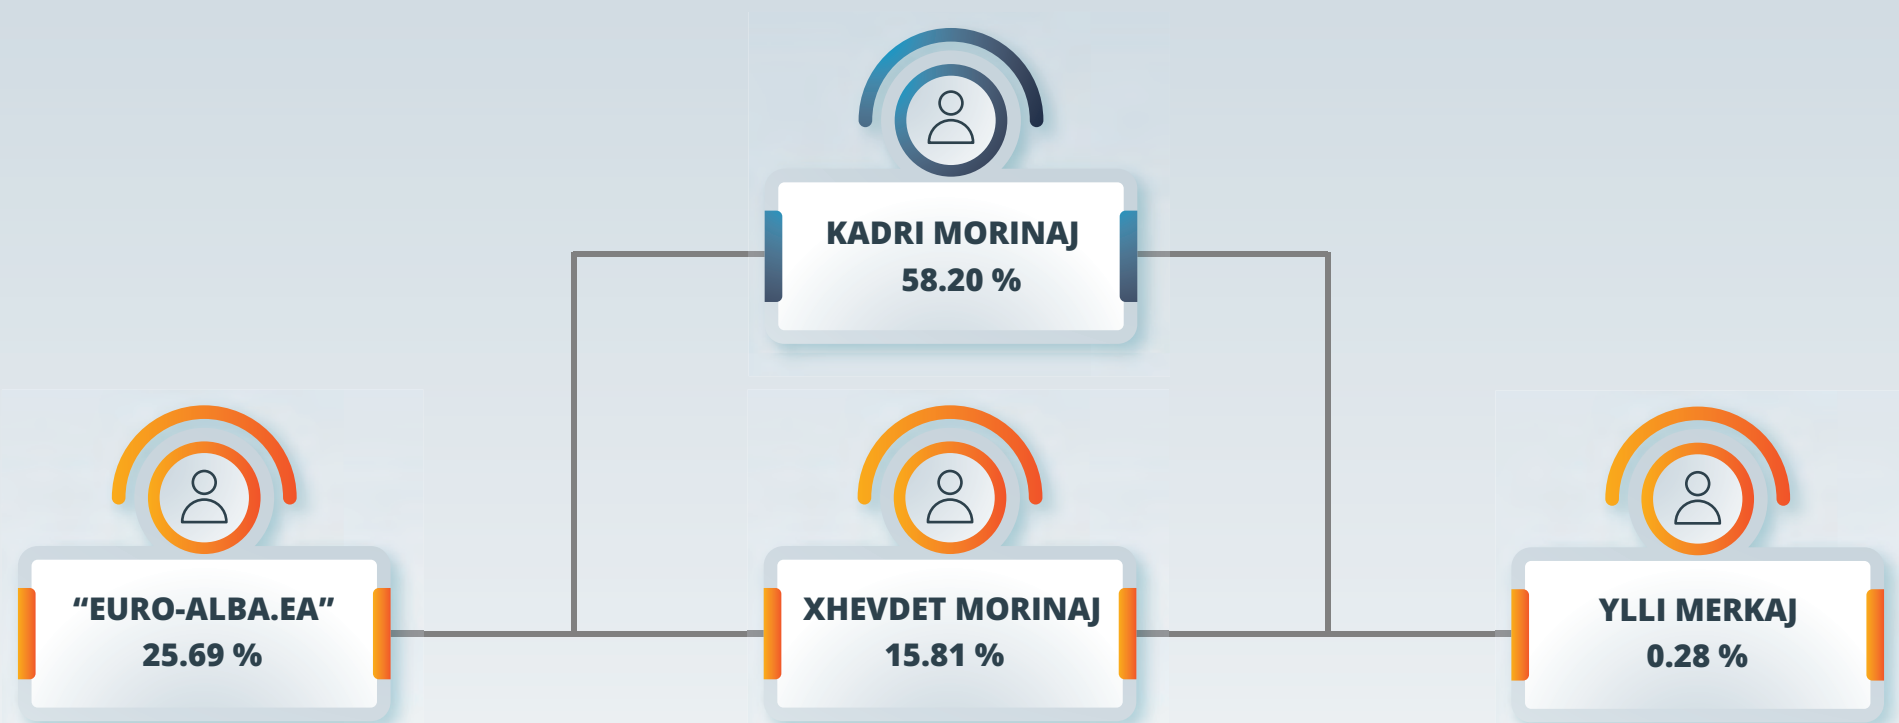 KADRI MORINAJ
58.20 %
“EURO-ALBA.EA”
25.69 %
XHEVDET MORINAJ
15.81 %
YLLI MERKAJ
0.28 %